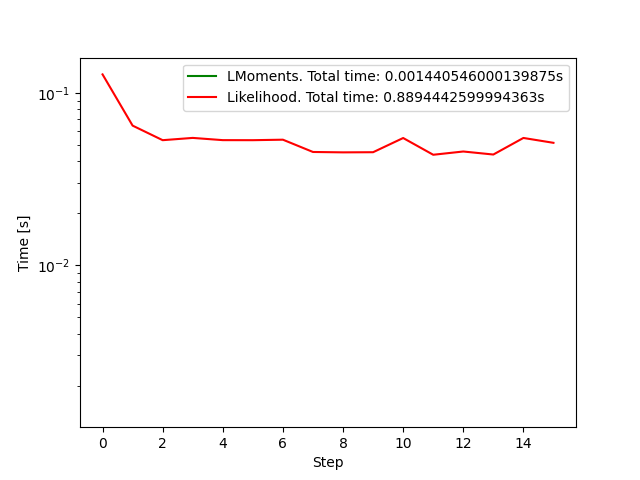 LMoments. Total time: 0.001440546000139875s
Likelihood. Total time: 0.8894442599994363s
10⁻¹
10⁻²
Time [s]
0 2 4 6 8 10 12 14
Step